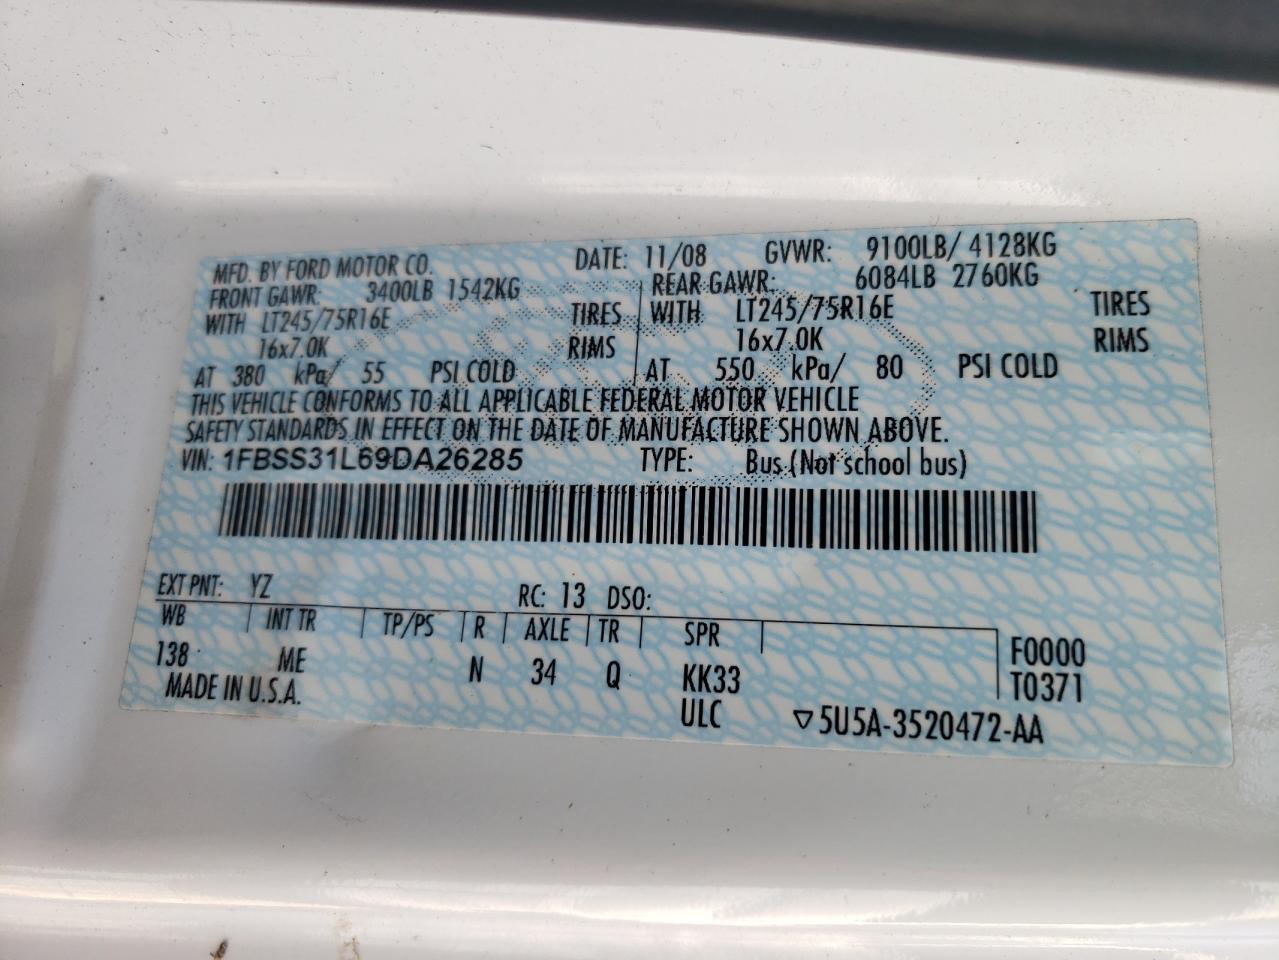 MFD. BY FORD MOTOR CO. DATE: 11/08 GVWR: 9100LB/ 4128KG
FRONT GAWR: 3400LB 1542KG REAR GAWR: 6084LB 2760KG
WITH LT245/75R16E TIRES WITH LT245/75R16E TIRES
16x7.0K RIMS 16x7.0K RIMS
AT 380 kPa/ 55 PSI COLD AT 550 kPa/ 80 PSI COLD
THIS VEHICLE CONFORMS TO ALL APPLICABLE FEDERAL MOTOR VEHICLE
SAFETY STANDARDS IN EFFECT ON THE DATE OF MANUFACTURE SHOWN ABOVE.
VIN: 1FBSS31L69DA26285 TYPE: Bus (Not school bus)
EXT PNT: YZ RC: 13 DSO:
WB INT TR TP/PS R AXLE TR SPR F0000
138 ME N 34 Q KK33 T0371
MADE IN U.S.A. ULC ▽5U5A-3520472-AA